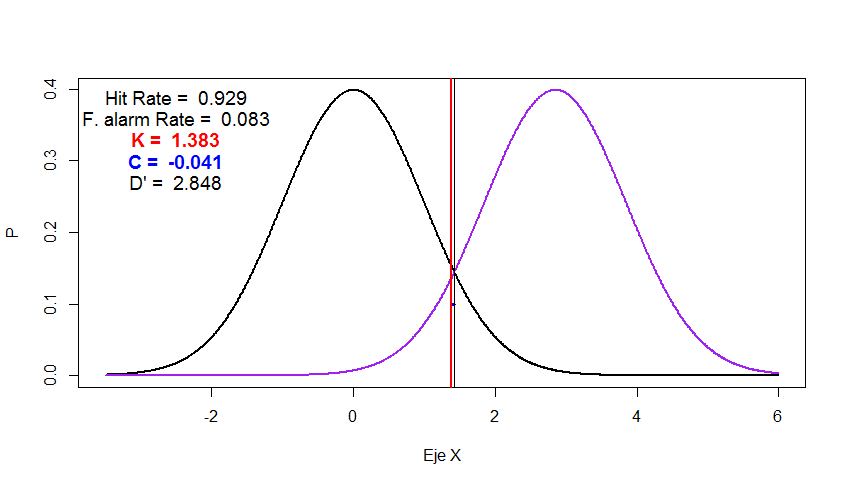 Hit Rate = 0.929
F. alarm Rate = 0.083
K = 1.383
C = -0.041
D' = 2.848
P
0.4
0.3
0.2
0.1
0.0
-2 0 2 4 6
Eje X